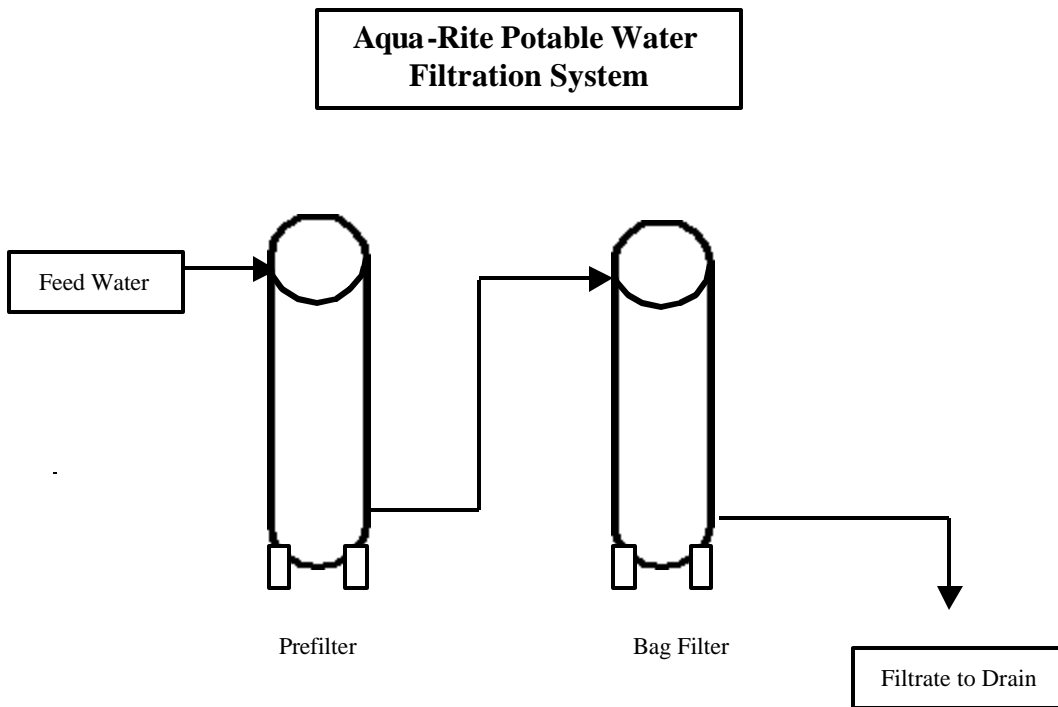 Aqua-Rite Potable Water
Filtration System
Feed Water
Prefilter
Bag Filter
Filtrate to Drain